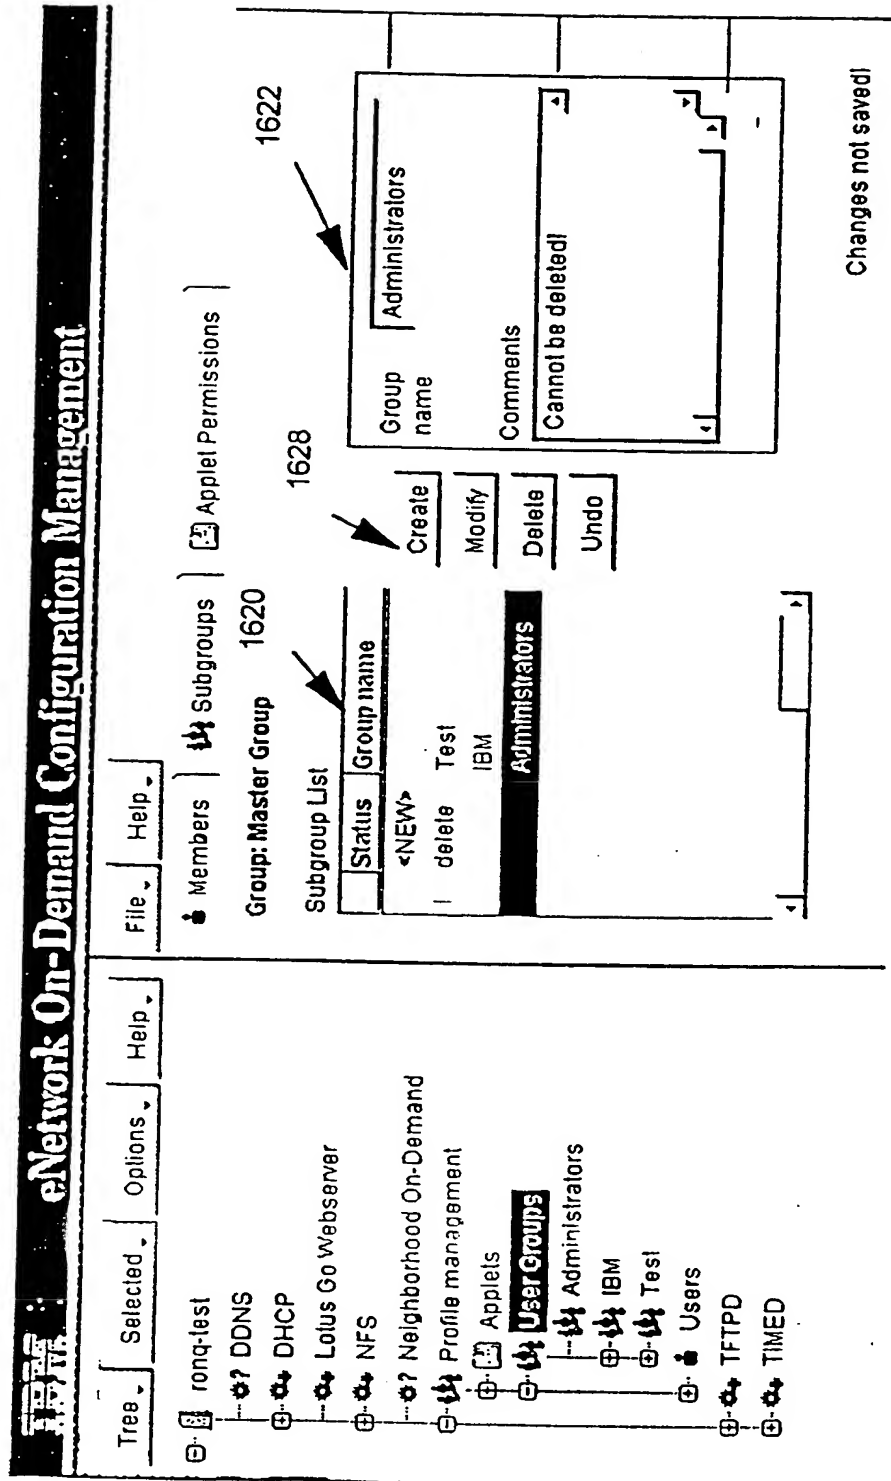 eNetwork On-Demand Configuration Management
Tree Selected Options Help
File Help
ronq-test
DDNS
DHCP
Lotus Go Webserver
NFS
Neighborhood On-Demand
Profile management
Applets
User Groups
Administrators
IBM
Test
Users
TFTPD
TIMED
Members Subgroups Applet Permissions
Group: Master Group
1620
1628
1622
Subgroup List
Status Group name
<NEW>
| delete Test
IBM
Administrators
Create
Modify
Delete
Undo
Group name
Administrators
Comments
Cannot be deleted!
Changes not saved!